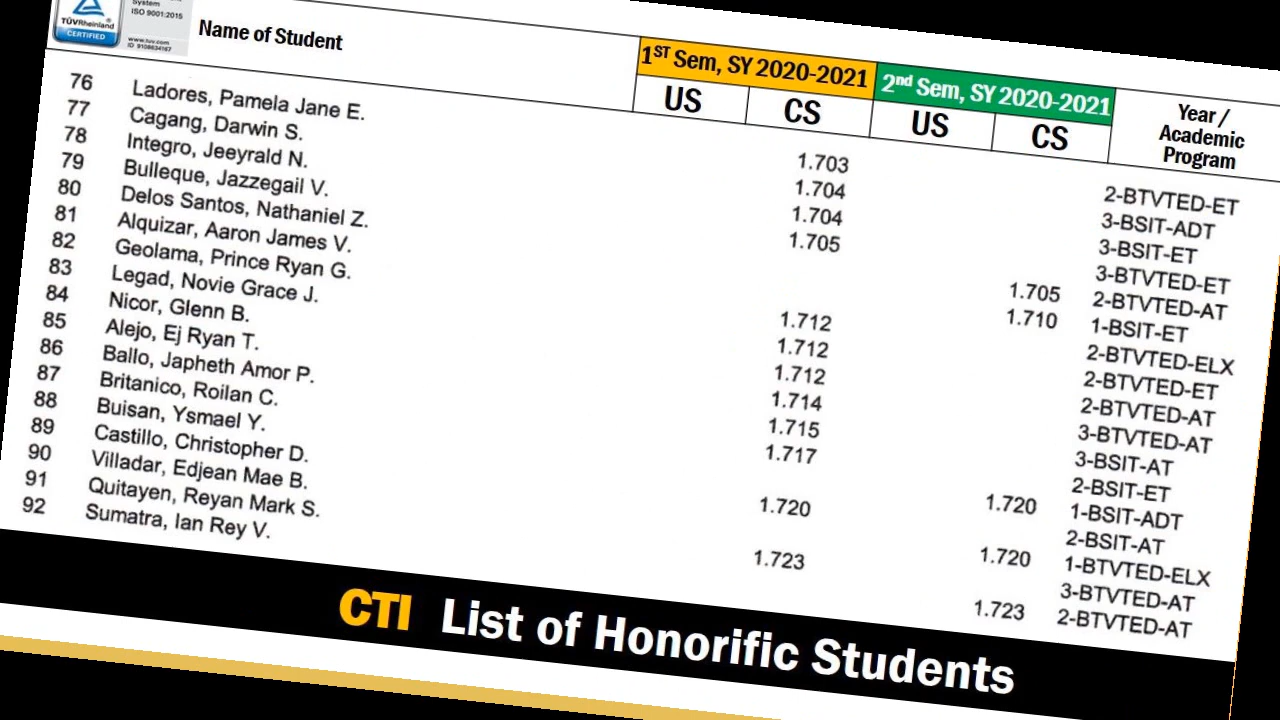 System
ISO 9001:2015
TÜVRheinland®
CERTIFIED
www.tuv.com
ID 9108634167
Name of Student
1ST Sem, SY 2020-2021
2nd Sem, SY 2020-2021
US CS US CS
Year /
Academic
Program
76 Ladores, Pamela Jane E. 1.703 2-BTVTED-ET
77 Cagang, Darwin S. 1.704 3-BSIT-ADT
78 Integro, Jeeyrald N. 1.704 3-BSIT-ET
79 Bulleque, Jazzegail V. 1.705 3-BTVTED-ET
80 Delos Santos, Nathaniel Z. 1.705 2-BTVTED-AT
81 Alquizar, Aaron James V. 1.710 1-BSIT-ET
82 Geolama, Prince Ryan G. 1.712 2-BTVTED-ELX
83 Legad, Novie Grace J. 1.712 2-BTVTED-ET
84 Nicor, Glenn B. 1.712 2-BTVTED-AT
85 Alejo, Ej Ryan T. 1.714 3-BTVTED-AT
86 Ballo, Japheth Amor P. 1.715 3-BSIT-AT
87 Britanico, Roilan C. 1.717 2-BSIT-ET
88 Buisan, Ysmael Y. 1.720 1-BSIT-ADT
89 Castillo, Christopher D. 1.720 2-BSIT-AT
90 Villadar, Edjean Mae B. 1.720 1-BTVTED-ELX
91 Quitayen, Reyan Mark S. 1.723 3-BTVTED-AT
92 Sumatra, Ian Rey V. 1.723 2-BTVTED-AT
CTI List of Honorific Students